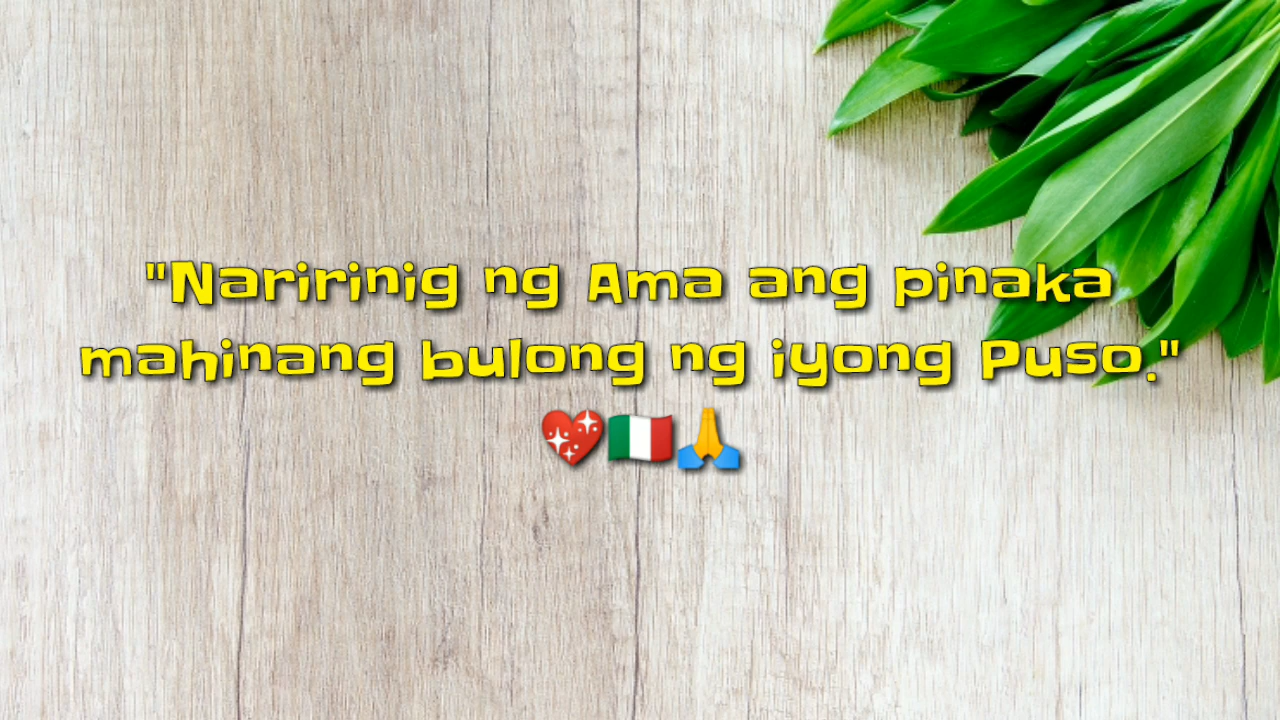 "Naririnig ng Ama ang pinaka
mahinang bulong ng iyong Puso."
💖🇮🇹🙏